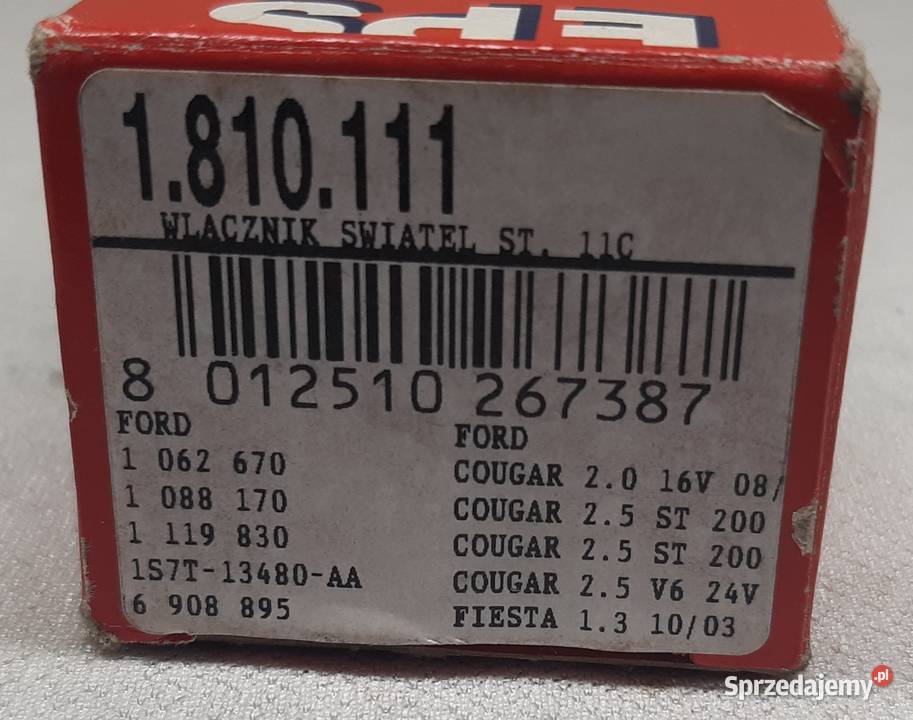 EPS
1.810.111
WLACZNIK SWIATEL ST. 11C
8 012510 267387
FORD
1 062 670
1 088 170
1 119 830
1S7T-13480-AA
6 908 895
FORD
COUGAR 2.0 16V 08/
COUGAR 2.5 ST 200
COUGAR 2.5 ST 200
COUGAR 2.5 V6 24V
FIESTA 1.3 10/03
Sprzedajemy.pl